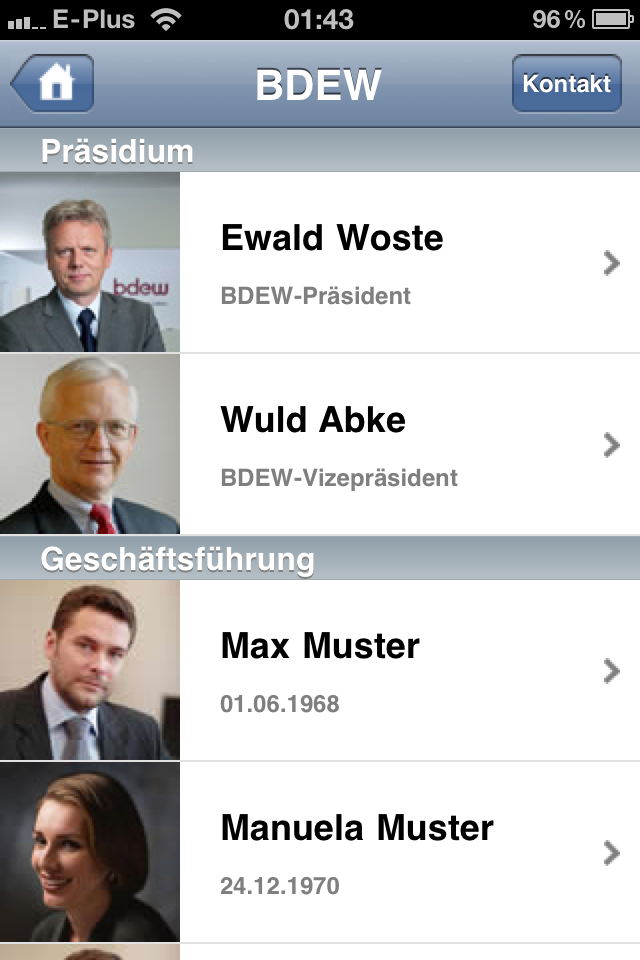 E-Plus 01:43 96 %
BDEW
Kontakt
Präsidium
bdew
Ewald Woste
BDEW-Präsident
Wuld Abke
BDEW-Vizepräsident
Geschäftsführung
Max Muster
01.06.1968
Manuela Muster
24.12.1970